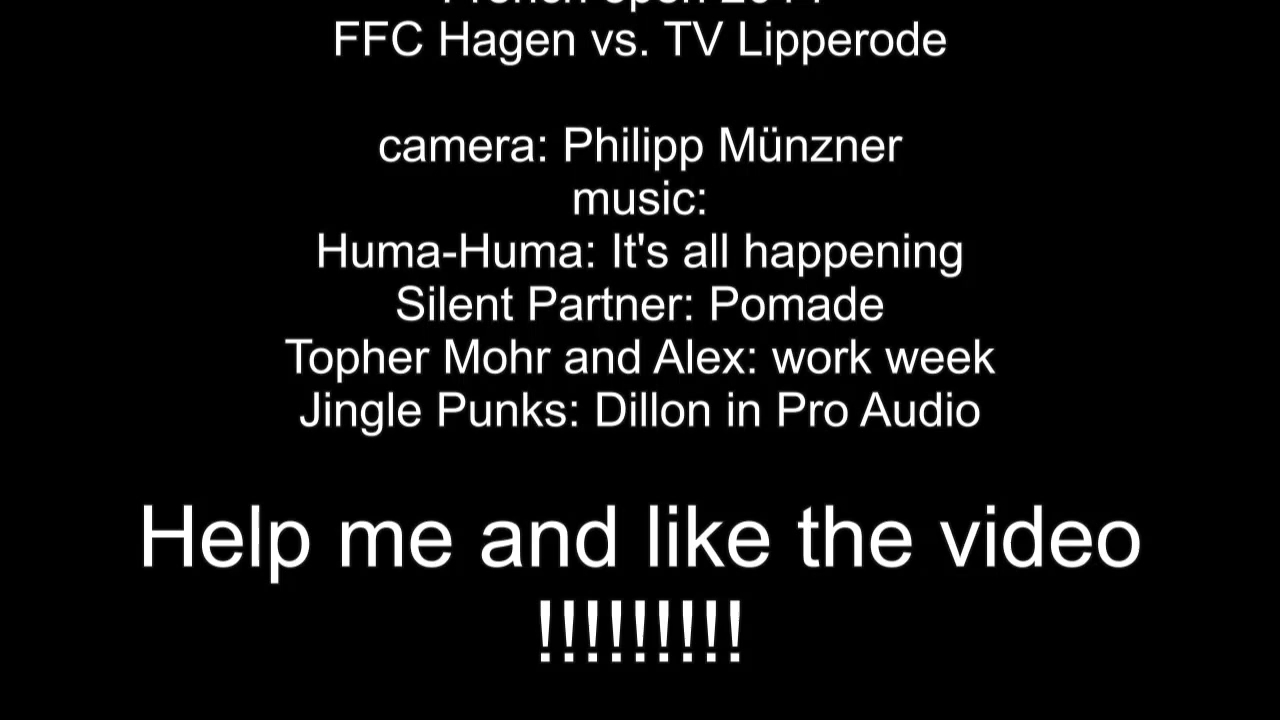 FFC Hagen vs. TV Lipperode
camera: Philipp Münzner
music:
Huma-Huma: It's all happening
Silent Partner: Pomade
Topher Mohr and Alex: work week
Jingle Punks: Dillon in Pro Audio
Help me and like the video
!!!!!!!!!